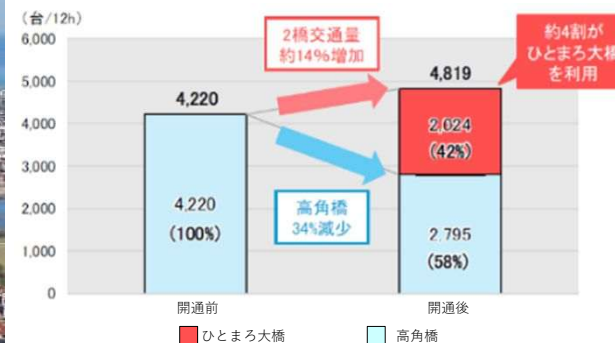 (台/12h)
6,000
5,000
4,000
3,000
2,000
1,000
0
2橋交通量
約14%増加
約4割が
ひとまろ大橋
を利用
4,220
4,819
4,220
(100%)
高角橋
34%減少
2,024
(42%)
2.795
(58%)
開通前
開通後
ひとまろ大橋
高角橋